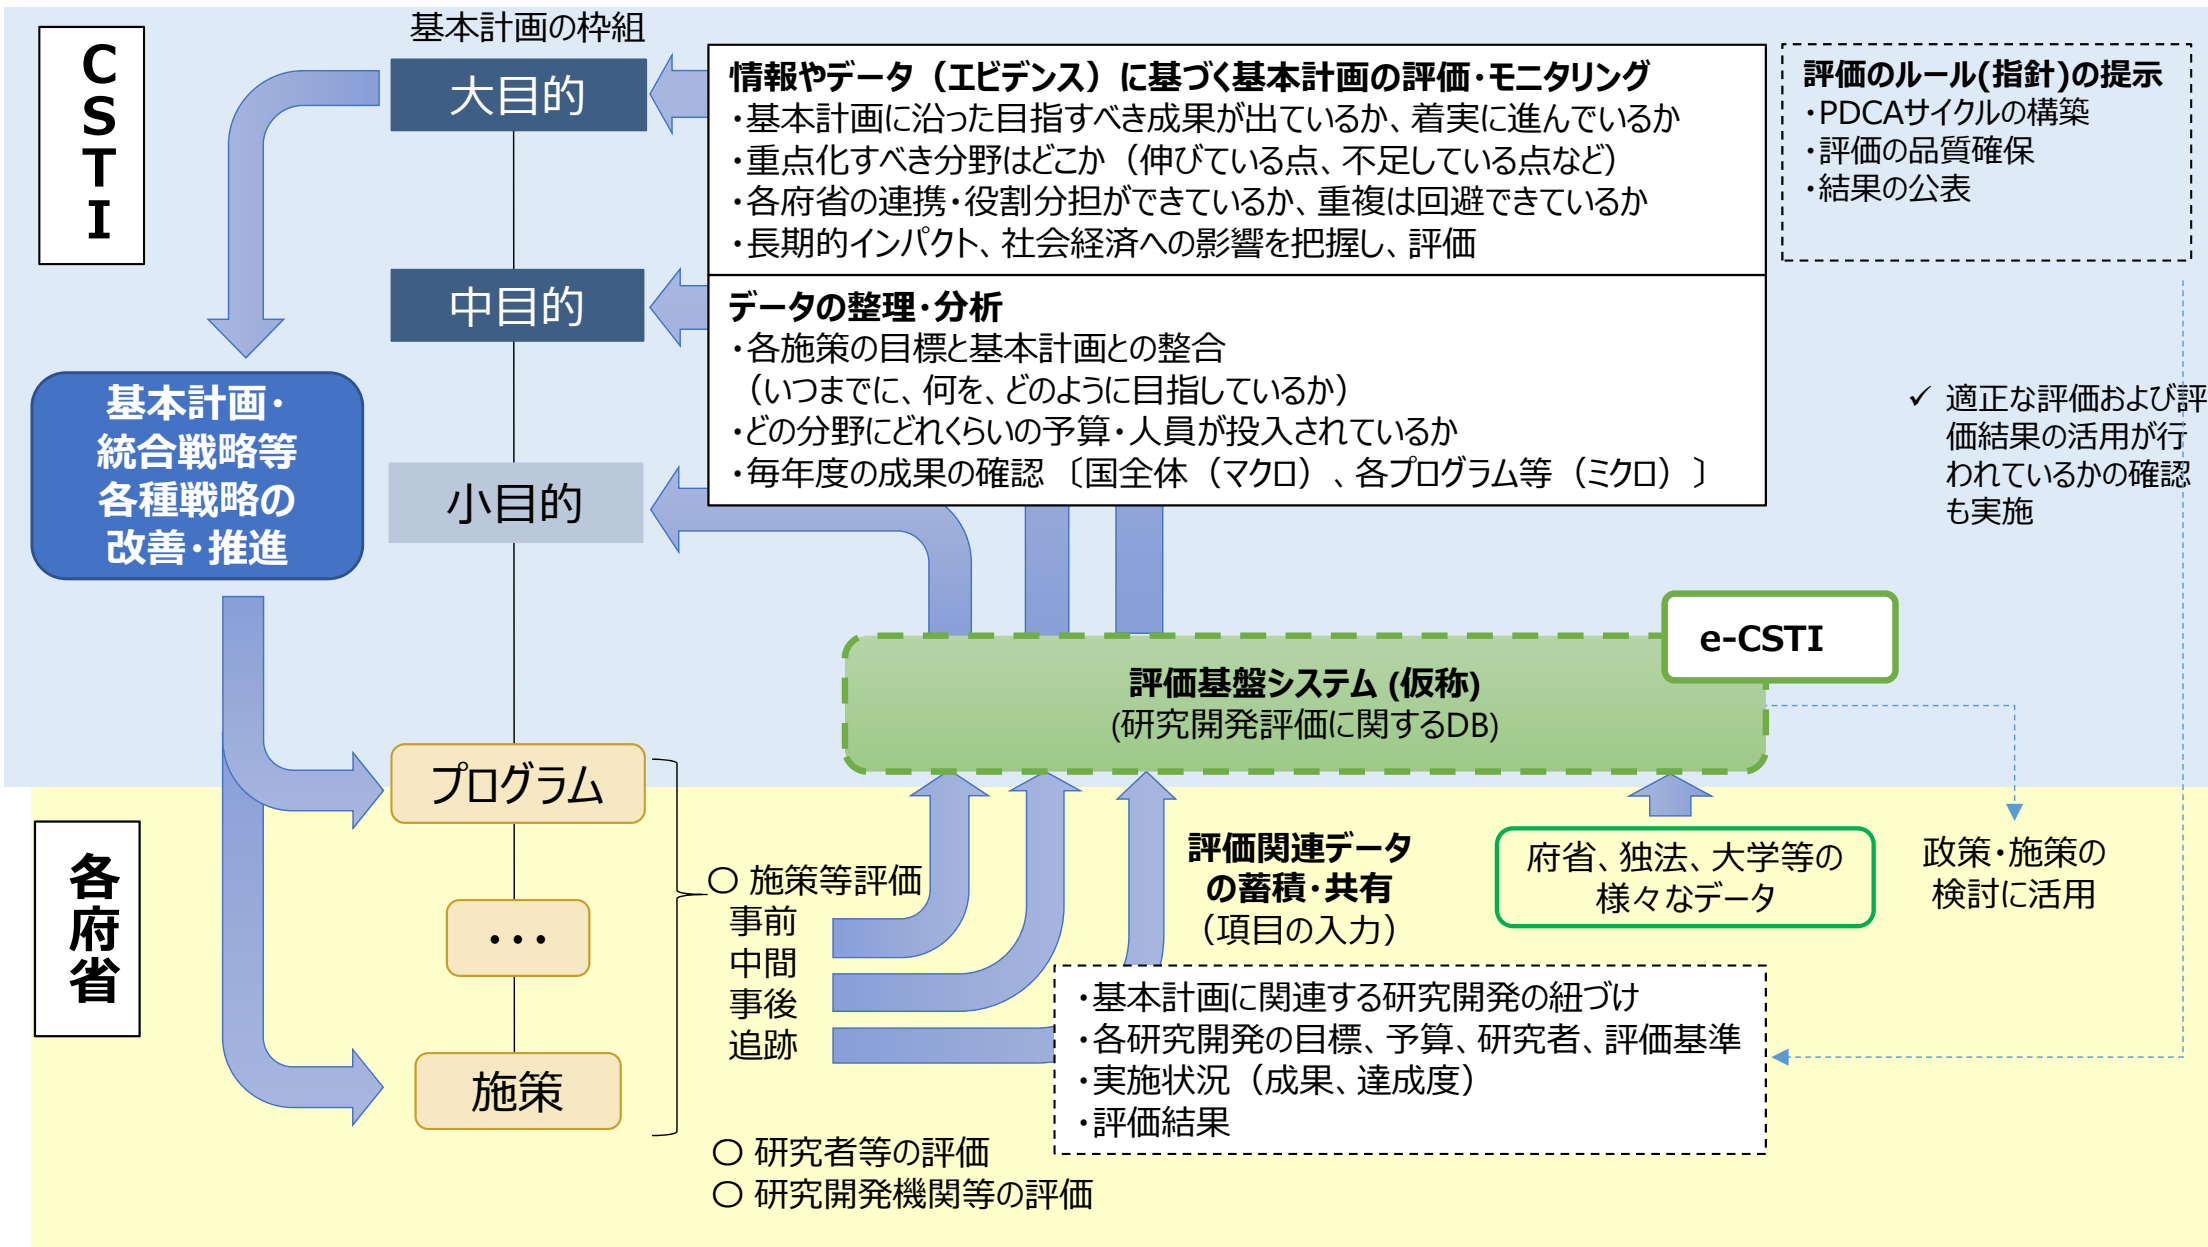 CSTI
基本計画の枠組
大目的
中目的
小目的
情報やデータ（エビデンス）に基づく基本計画の評価・モニタリング
・基本計画に沿った目指すべき成果が出ているか、着実に進んでいるか
・重点化すべき分野はどこか（伸びている点、不足している点など）
・各府省の連携・役割分担ができているか、重複は回避できているか
・長期的インパクト、社会経済への影響を把握し、評価
データの整理・分析
・各施策の目標と基本計画との整合
（いつまでに、何を、どのように目指しているか）
・どの分野にどれくらいの予算・人員が投入されているか
・毎年度の成果の確認 〔国全体（マクロ）、各プログラム等（ミクロ）〕
評価のルール(指針)の提示
・PDCAサイクルの構築
・評価の品質確保
・結果の公表
✓ 適正な評価および評
価結果の活用が行
われているかの確認
も実施
基本計画・
統合戦略等
各種戦略の
改善・推進
e-CSTI
評価基盤システム (仮称)
(研究開発評価に関するDB)
各府省
プログラム
・・・
施策
〇 施策等評価
事前
中間
事後
追跡
〇 研究者等の評価
〇 研究開発機関等の評価
評価関連データ
の蓄積・共有
（項目の入力）
府省、独法、大学等の
様々なデータ
政策・施策の
検討に活用
・基本計画に関連する研究開発の紐づけ
・各研究開発の目標、予算、研究者、評価基準
・実施状況（成果、達成度）
・評価結果